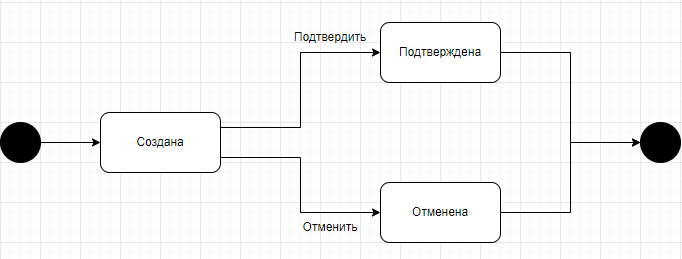 Подтвердить
Подтверждена
Создана
Отменена
Отменить